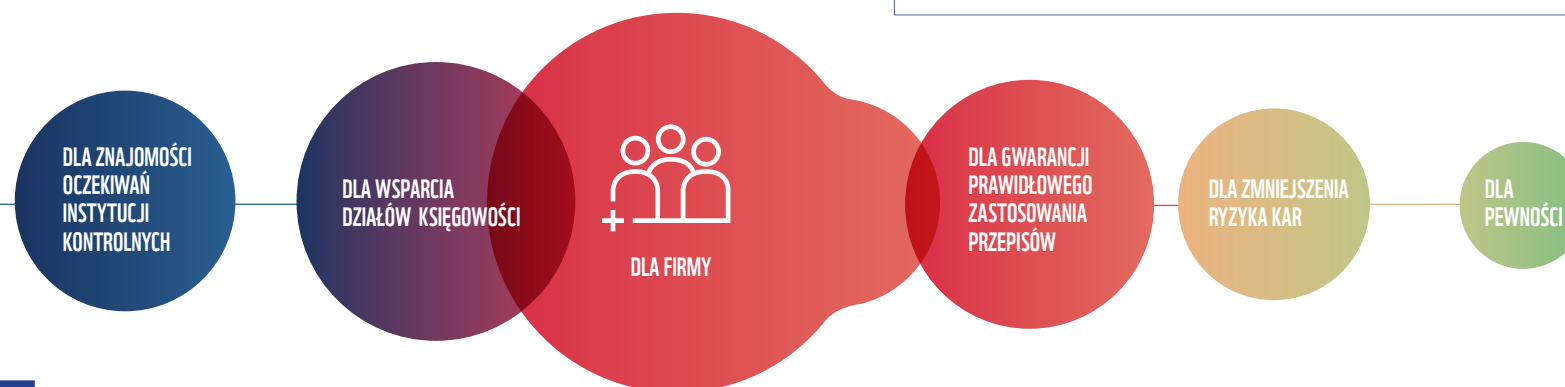 DLA ZNAJOMOŚCI
OCZEKIWAŃ
INSTYTUCJI
KONTROLNYCH
DLA WSPARCIA
DZIAŁÓW KSIĘGOWOŚCI
DLA FIRMY
DLA GWARANCJI
PRAWIDŁOWEGO
ZASTOSOWANIA
PRZEPISÓW
DLA ZMNIEJSZENIA
RYZYKA KAR
DLA
PEWNOŚCI